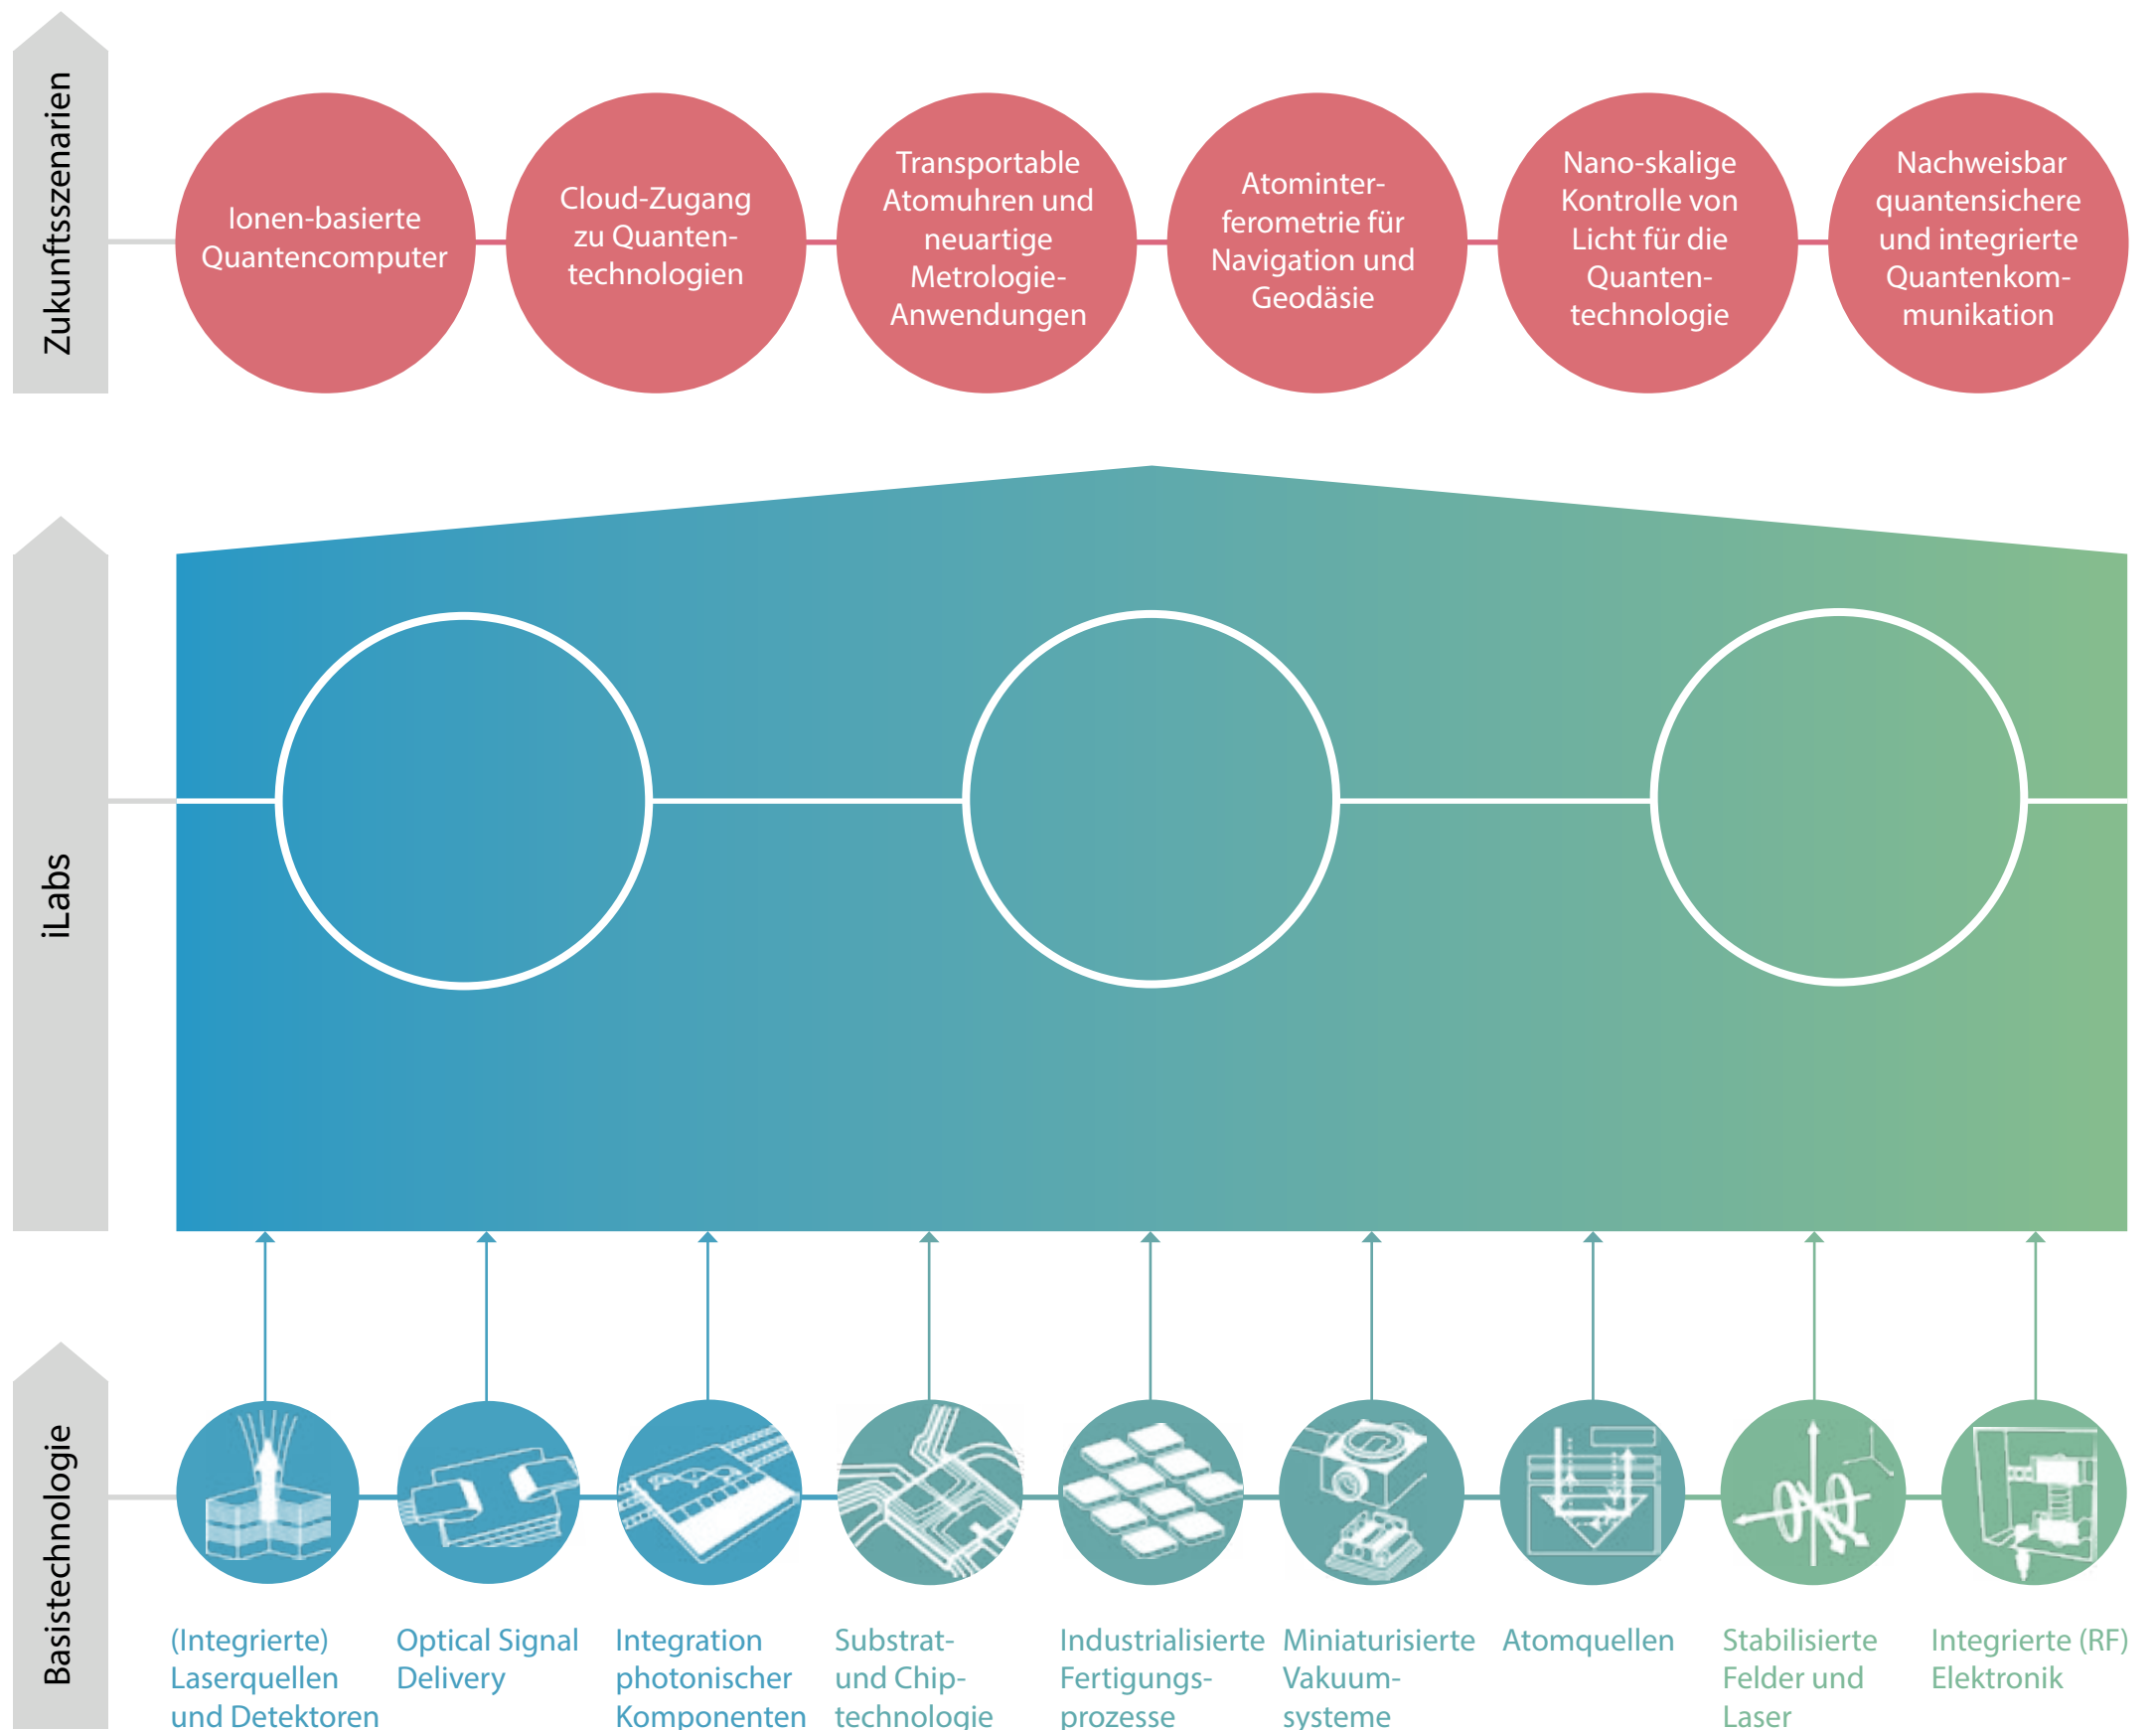 Zukunftsszenarien
Ionen-basierte
Quantencomputer
Cloud-Zugang
zu Quanten-
technologien
Transportable
Atomuhren und
neuartige
Metrologie-
Anwendungen
Atominter-
ferometrie für
Navigation und
Geodäsie
Nano-skalige
Kontrolle von
Licht für die
Quanten-
technologie
Nachweisbar
quantensichere
und integrierte
Quantenkom-
munikation
iLabs
Basistechnologie
(Integrierte)
Laserquellen
und Detektoren
Optical Signal
Delivery
Integration
photonischer
Komponenten
Substrat-
und Chip-
technologie
Industrialisierte
Fertigungs-
prozesse
Miniaturisierte
Vakuum-
systeme
Atomquellen
Stabilisierte
Felder und
Laser
Integrierte (RF)
Elektronik